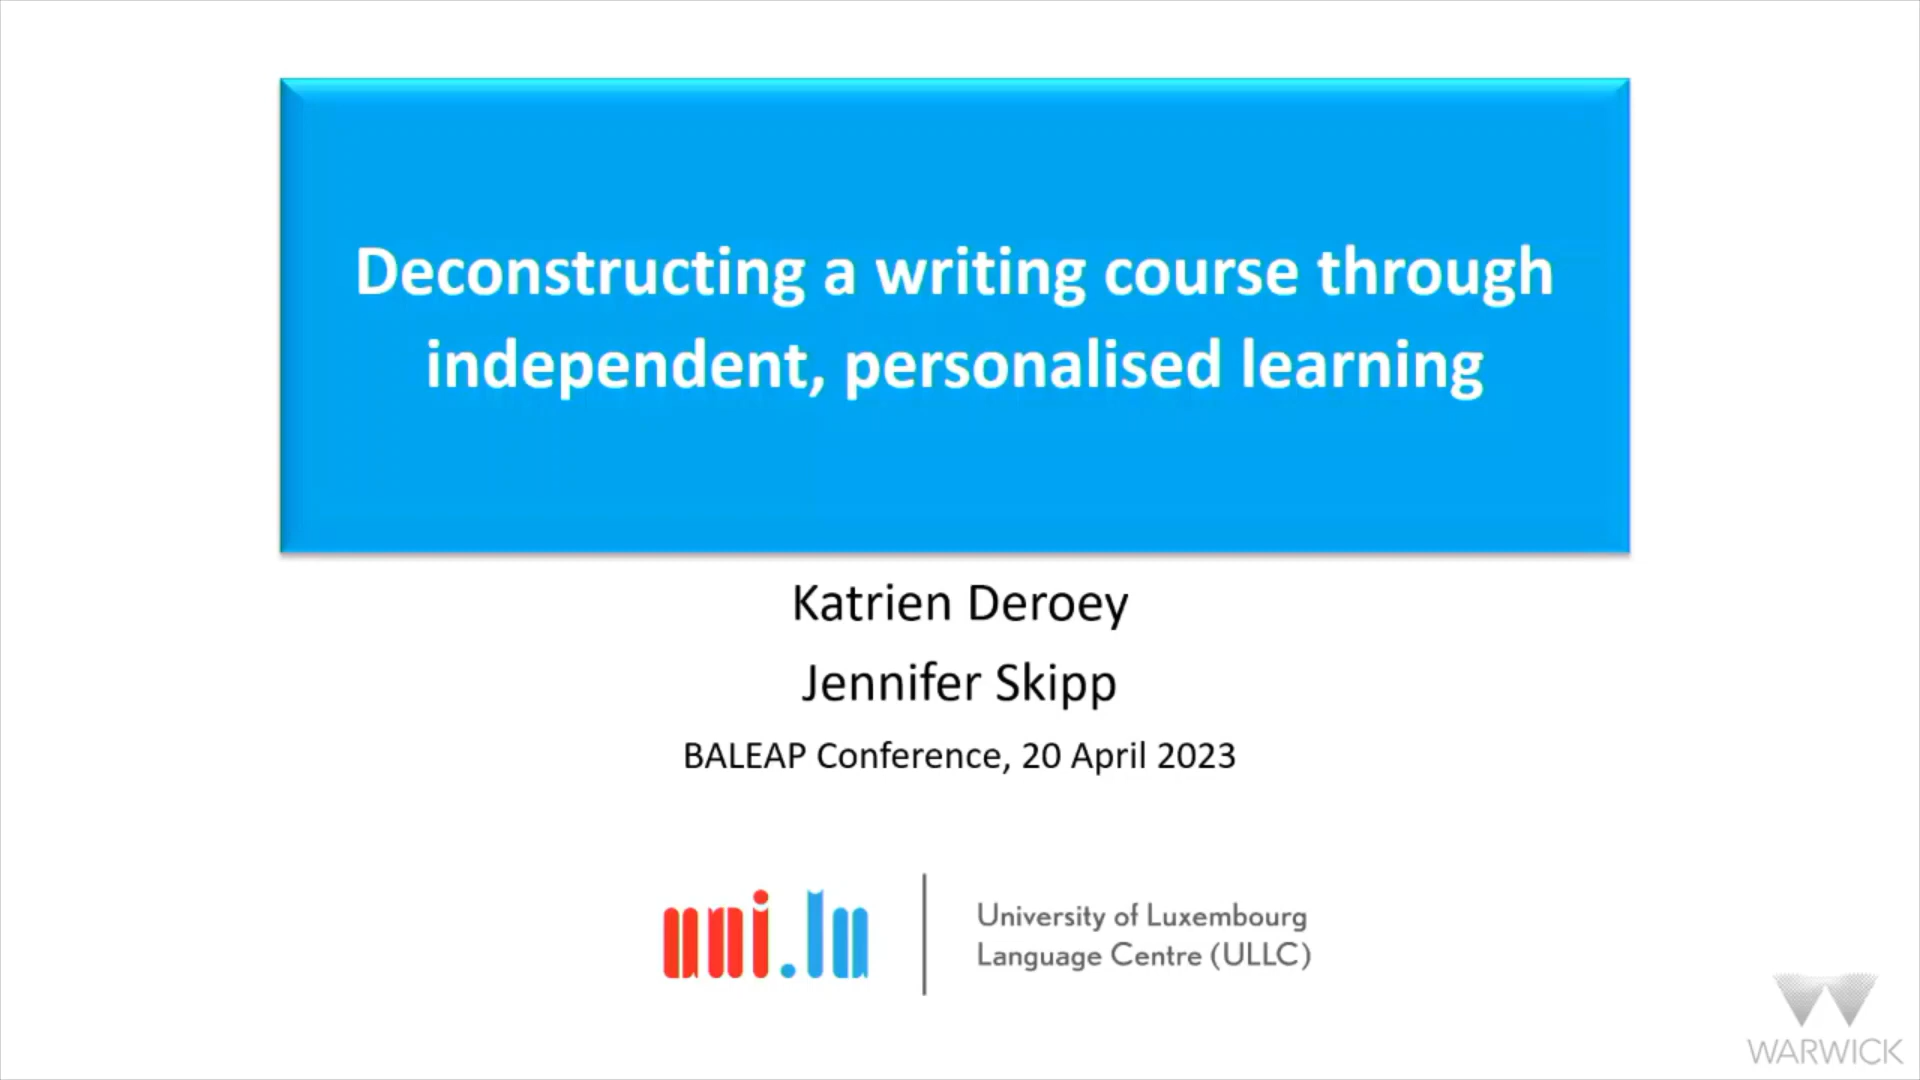 Deconstructing a writing course through
independent, personalised learning
Katrien Deroey
Jennifer Skipp
BALEAP Conference, 20 April 2023
uni.lu
University of Luxembourg
Language Centre (ULLC)
WARWICK